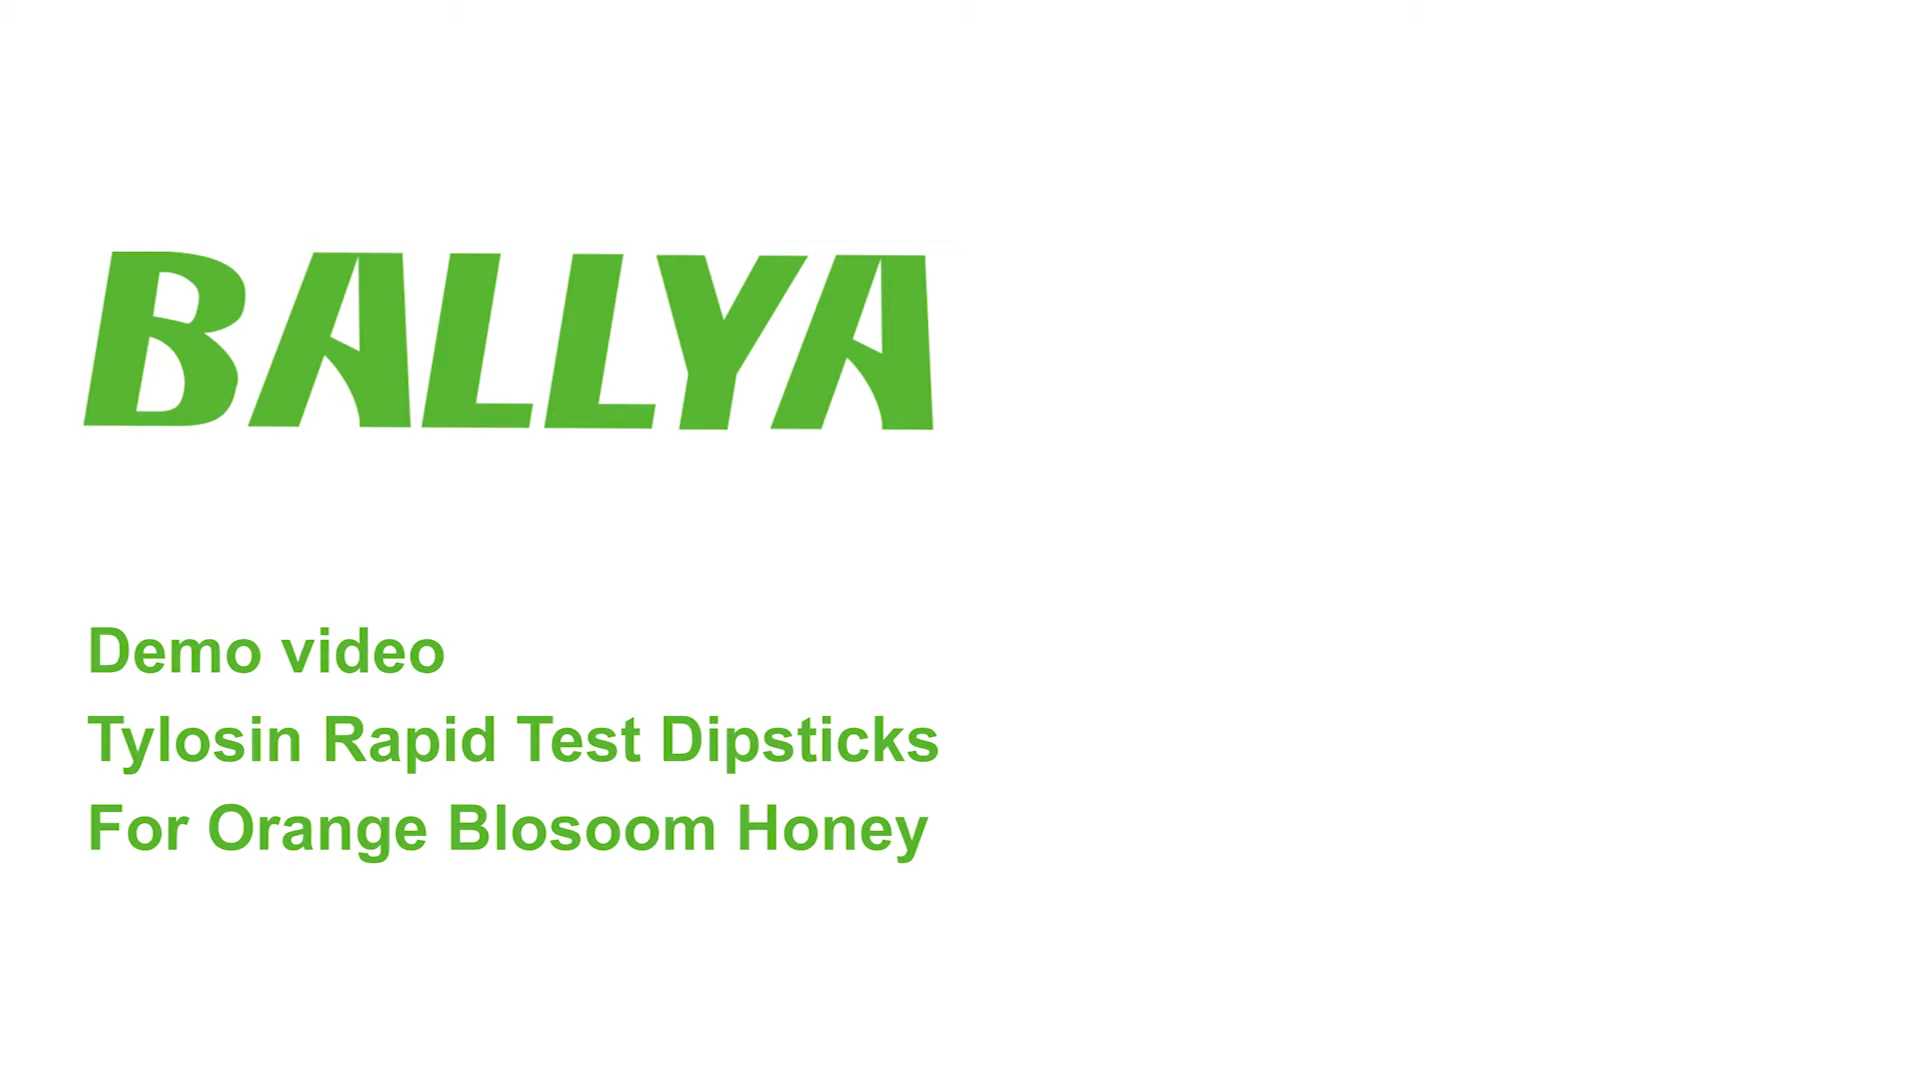 BALLYA
Demo video
Tylosin Rapid Test Dipsticks
For Orange Blosoom Honey